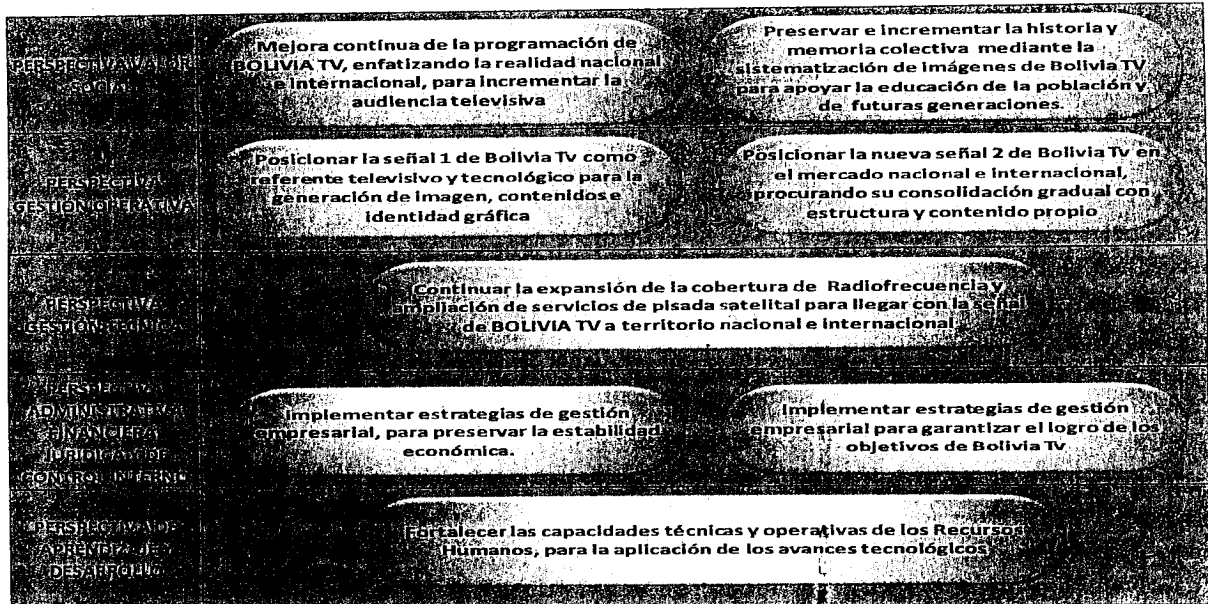 PERSPECTIVA VALOR
SOCIAL
Mejora contínua de la programación de
BOLIVIA TV, enfatizando la realidad nacional
e internacional, para incrementar la
audiencia televisiva
Preservar e incrementar la historia y
memoria colectiva mediante la
sistematización de imágenes de Bolivia TV
para apoyar la educación de la población y
de futuras generaciones.
PERSPECTIVA
GESTIÓN OPERATIVA
Posicionar la señal 1 de Bolivia Tv como
referente televisivo y tecnológico para la
generación de imagen, contenidos e
identidad gráfica
Posicionar la nueva señal 2 de Bolivia Tv en
el mercado nacional e internacional,
procurando su consolidación gradual con
estructura y contenido propio
PERSPECTIVA
GESTIÓN TÉCNICA
Continuar la expansión de la cobertura de Radiofrecuencia y
ampliación de servicios de pisada satelital para llegar con la señal
de BOLIVIA TV a territorio nacional e internacional
PERSPECTIVA
ADMINISTRATIVA
FINANCIERA
JURIDICA Y DE
CONTROL INTERNO
Implementar estrategias de gestión
empresarial, para preservar la estabilidad
económica.
Implementar estrategias de gestión
empresarial para garantizar el logro de los
objetivos de Bolivia Tv
PERSPECTIVA DE
APRENDIZAJE Y
DESARROLLO
Fortalecer las capacidades técnicas y operativas de los Recursos
Humanos, para la aplicación de los avances tecnológicos